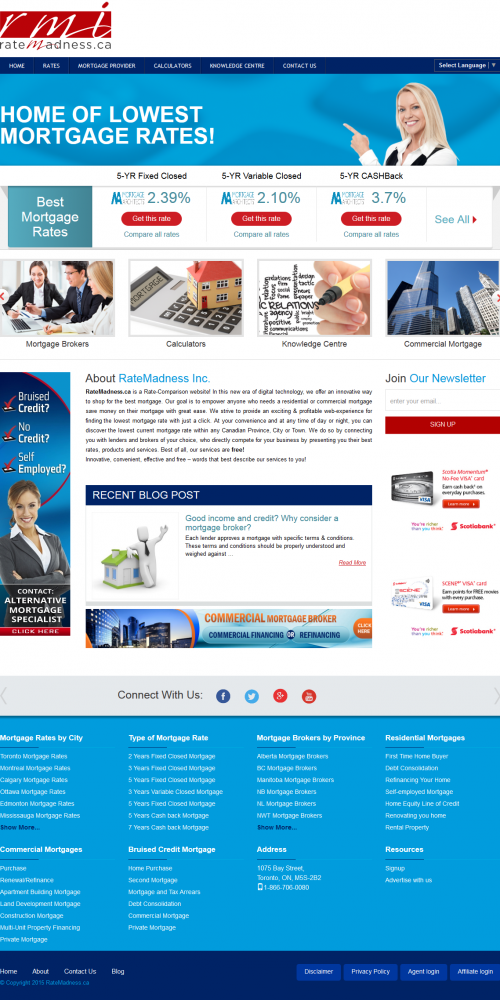 rmi
rateMadness.ca
HOME RATES MORTGAGE PROVIDER CALCULATORS KNOWLEDGE CENTRE CONTACT US Select Language ▼
HOME OF LOWEST
MORTGAGE RATES!
5-YR Fixed Closed 5-YR Variable Closed 5-YR CASHBack
Best
Mortgage
Rates
MORTGAGE
ARCHITECTS
2.39%
MORTGAGE
ARCHITECTS
2.10%
MORTGAGE
ARCHITECTS
3.7%
Get this rate Get this rate Get this rate
Compare all rates Compare all rates Compare all rates
See All
MORTGAGE
Mortgage Brokers Calculators Knowledge Centre Commercial Mortgage
Bruised
Credit?
No
Credit?
Self
Employed?
CONTACT:
ALTERNATIVE
MORTGAGE
SPECIALIST
CLICK HERE
About RateMadness Inc.
RateMadness.ca is a Rate-Comparison website! In this new era of digital technology, we offer an innovative way
to shop for the best mortgage. Our goal is to empower anyone who needs a residential or commercial mortgage
save money on their mortgage with great ease. We strive to provide an exciting & profitable web-experience for
finding the lowest mortgage rate with just a click. At your convenience and at any time of day or night, you can
discover the lowest current mortgage rate within any Canadian Province, City or Town. We do so by connecting
you with lenders and brokers of your choice, who directly compete for your business by presenting you their best
rates, products and services. Best of all, our services are free!
Innovative, convenient, effective and free – words that best describe our services to you!
RECENT BLOG POST
Good income and credit? Why consider a
mortgage broker?
Each lender approves a mortgage with specific terms & conditions.
These terms and conditions should be properly understood and
weighed against ...
Read More
COMMERCIAL MORTGAGE BROKER
COMMERCIAL FINANCING OR REFINANCING
CLICK
HERE
Join Our Newsletter
enter your email...
SIGN UP
Scotia Momentum®
No-Fee VISA* card
Earn cash back* on
everyday purchases.
Learn more
You're richer
than you think.
Scotiabank
SCENE* VISA* card
Earn points for FREE movies
with every purchase.
Learn more
You're richer
than you think.
Scotiabank
Connect With Us:
Mortgage Rates by City
Toronto Mortgage Rates
Montreal Mortgage Rates
Calgary Mortgage Rates
Ottawa Mortgage Rates
Edmonton Mortgage Rates
Mississauga Mortgage Rates
Show More...
Type of Mortgage Rate
2 Years Fixed Closed Mortgage
3 Years Fixed Closed Mortgage
5 Years Fixed Closed Mortgage
3 Years Variable Closed Mortgage
5 Years Fixed Closed Mortgage
5 Years Cash back Mortgage
7 Years Cash back Mortgage
Mortgage Brokers by Province
Alberta Mortgage Brokers
BC Mortgage Brokers
Manitoba Mortgage Brokers
NB Mortgage Brokers
NL Mortgage Brokers
NWT Mortgage Brokers
Show More...
Residential Mortgages
First Time Home Buyer
Debt Consolidation
Refinancing Your Home
Self-employed Mortgage
Home Equity Line of Credit
Renovating you home
Rental Property
Commercial Mortgages
Purchase
Renewal/Refinance
Apartment Building Mortgage
Land Development Mortgage
Construction Mortgage
Multi-Unit Property Financing
Private Mortgage
Bruised Credit Mortgage
Home Purchase
Second Mortgage
Mortgage and Tax Arrears
Debt Consolidation
Commercial Mortgage
Private Mortgage
Address
1075 Bay Street,
Toronto, ON, M5S-2B2
1-866-706-0080
Resources
Signup
Advertise with us
Home About Contact Us Blog
© Copyright 2015 RateMadness.ca
Disclaimer Privacy Policy Agent login Affiliate login